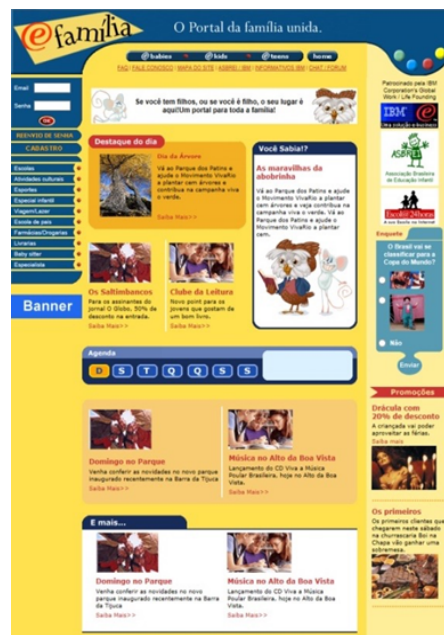 e família
O Portal da família unida.
@babies
@kids
@teens
home
FAQ | FALE CONOSCO | MAPA DO SITE | ASBREI / IBM | INFORMATIVOS IBM | CHAT / FORUM
Email
Senha
OK
REENVIO DE SENHA
CADASTRO
Escolas
Atividades culturais
Esportes
Especial infantil
Viagem/Lazer
Escola de pais
Farmácias/Drogarias
Livrarias
Baby sitter
Especialista
Banner
Se você tem filhos, ou se você é filho, o seu lugar é
aqui!Um portal para toda a família!
Destaque do dia
Dia da Árvore
Vá ao Parque dos Patins e
ajude o Movimento VivaRio
a plantar cem árvores e
contribua na campanha viva
o verde.
Saiba Mais>>
Os Saltimbancos
Para os assinantes do
jornal O Globo, 50% de
desconto na entrada.
Saiba Mais>>
Clube da Leitura
Novo point para os
jovens que gostam de
um bom livro.
Saiba Mais>>
Você Sabia!?
As maravilhas da
abobrinha
Vá ao Parque dos Patins e ajude
o Movimento VivaRio a plantar
cem árvores e veja contribua na
campanha viva o verde. Vá ao
Parque dos Patins e ajude o
Movimento VivaRio a plantar
cem.
Agenda
D S T Q Q S S
Domingo no Parque
Venha conferir as novidades no novo parque
inaugurado recentemente na Barra da Tijuca
Saiba Mais>>
Música no Alto da Boa Vista
Lançamento do CD Viva a Música
Poular Brasileira, hoje no Alto da Boa
Vista.
Saiba Mais>>
E mais...
Domingo no Parque
Venha conferir as novidades no novo
parque inaugurado recentemente na Barra
da Tijuca
Saiba Mais>>
Música no Alto da Boa Vista
Lançamento do CD Viva a Música
Poular Brasileira, hoje no Alto da Boa
Vista.
Saiba Mais>>
Patrocinado pela IBM
Corporation's Global
Work / Life Founding
IBM
Uma solução e-business
ASBREI
Associação Brasileira
de Educação Infantil
Escol@24horas
A sua Escola na Internet
Enquete
O Brasil vai se
classificar para a
Copa do Mundo?
Não
Enviar
Promoções
Drácula com
20% de desconto
A criançada vai poder
aproveitar as férias.
Saiba mais
Os primeiros
Os primeiros clientes que
chegarem neste sábado
na churrascaria Boi na
Chapa vão ganhar uma
sobremesa.